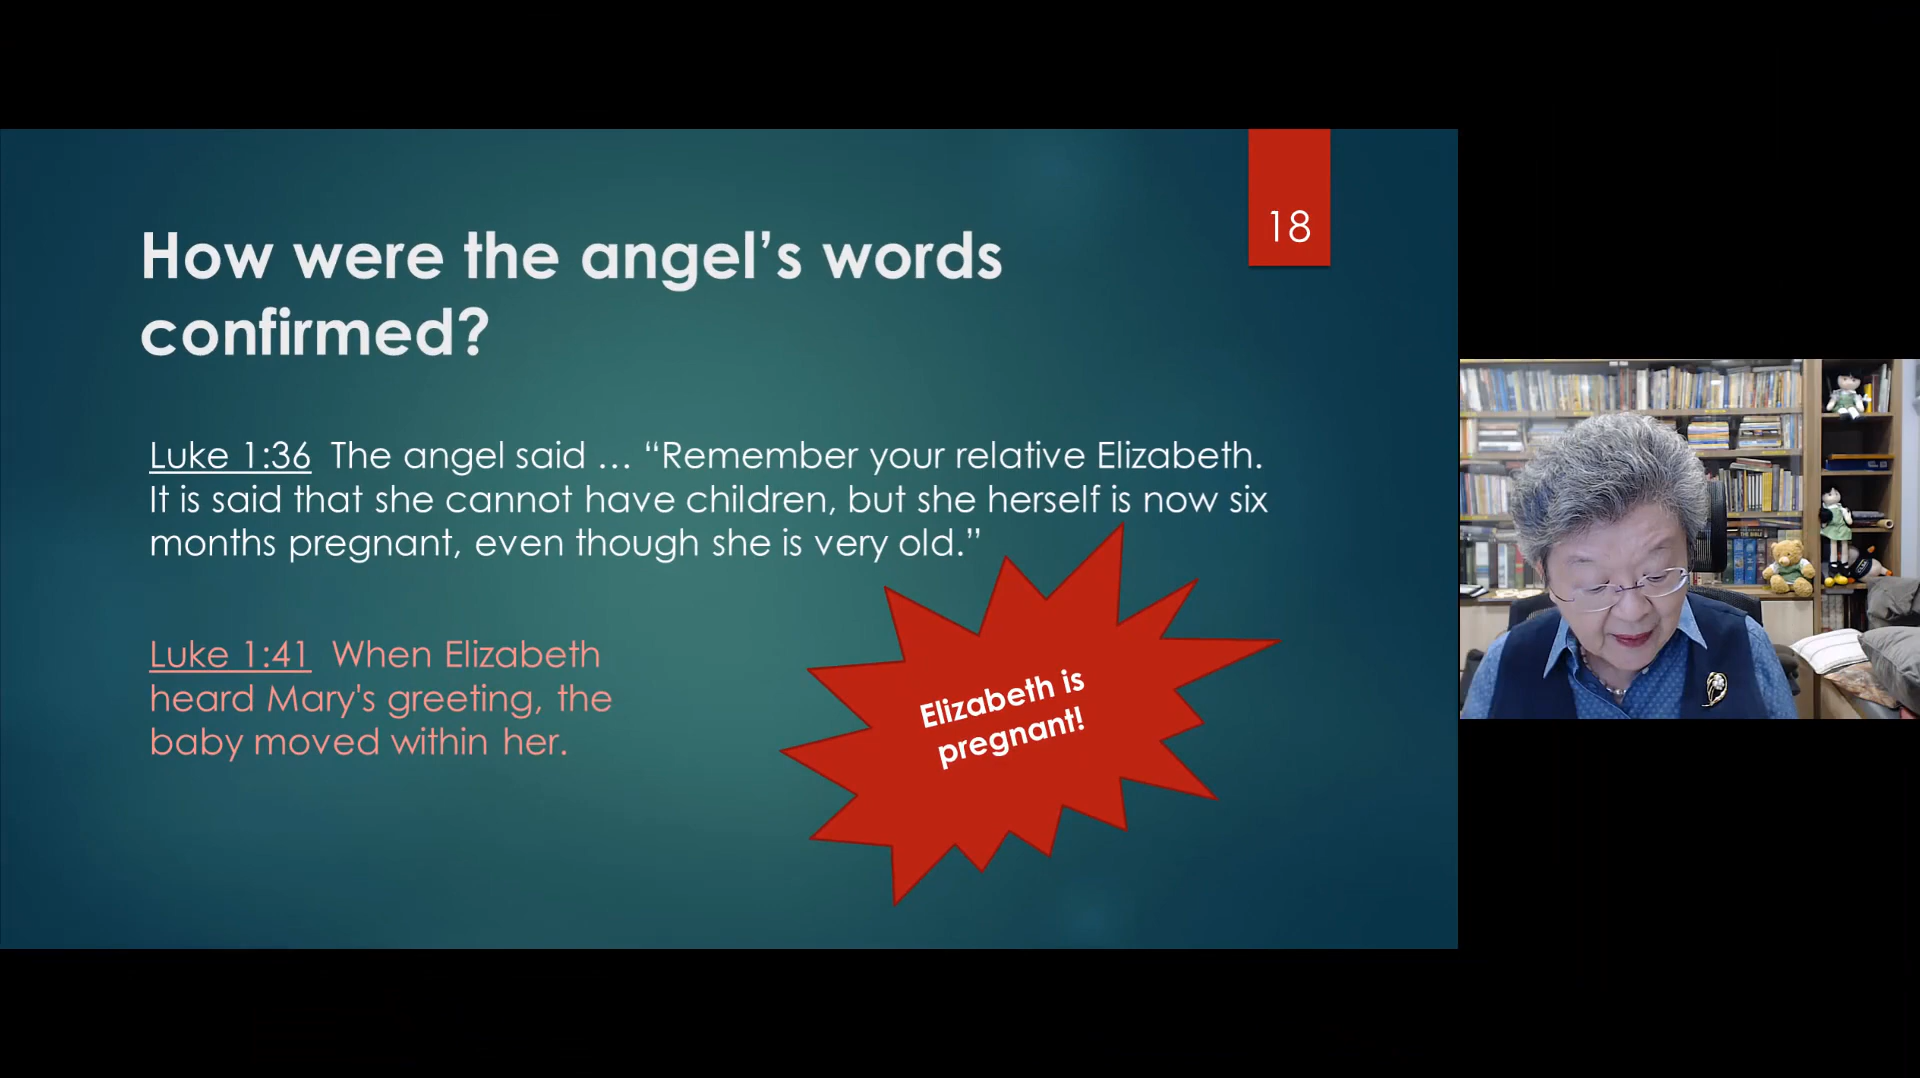 18
How were the angel’s words
confirmed?
Luke 1:36 The angel said … “Remember your relative Elizabeth.
It is said that she cannot have children, but she herself is now six
months pregnant, even though she is very old.”
Luke 1:41 When Elizabeth
heard Mary's greeting, the
baby moved within her.
Elizabeth is
pregnant!